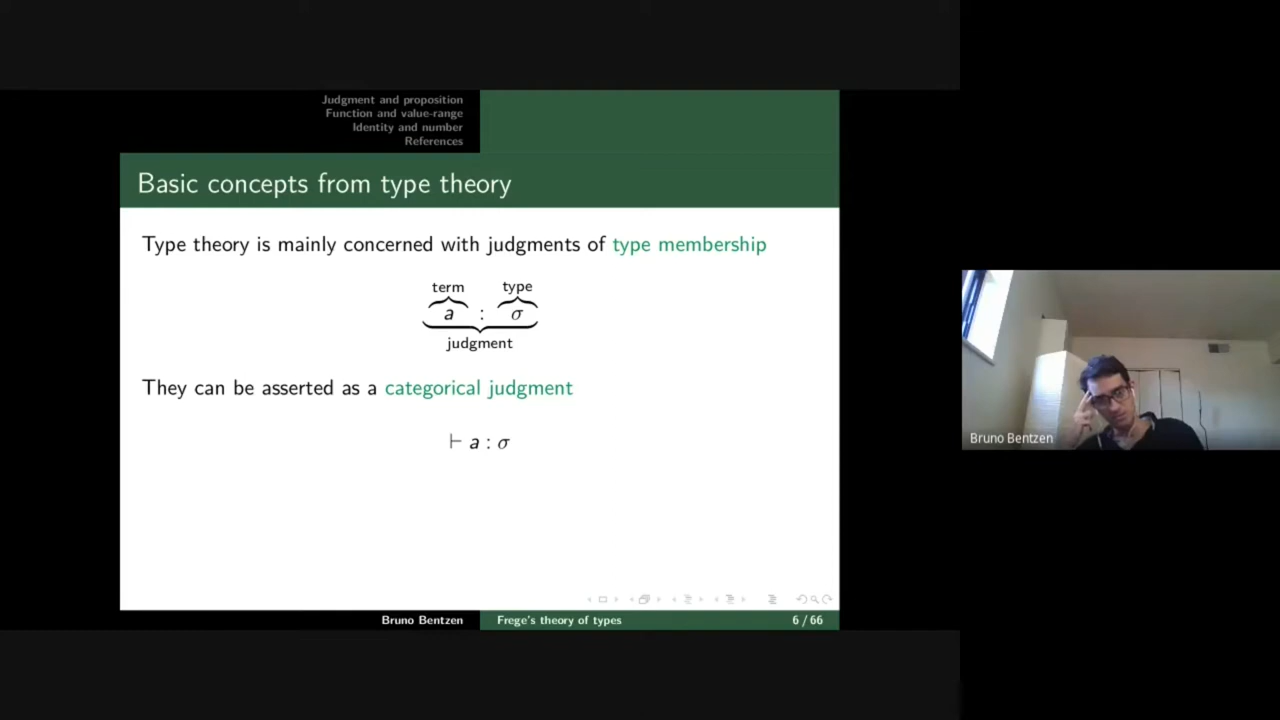 Judgment and proposition
Function and value-range
Identity and number
References
Basic concepts from type theory
Type theory is mainly concerned with judgments of type membership
term type
a : σ
judgment
They can be asserted as a categorical judgment
⊢ a : σ
Bruno Bentzen Frege's theory of types 6 / 66
Bruno Bentzen